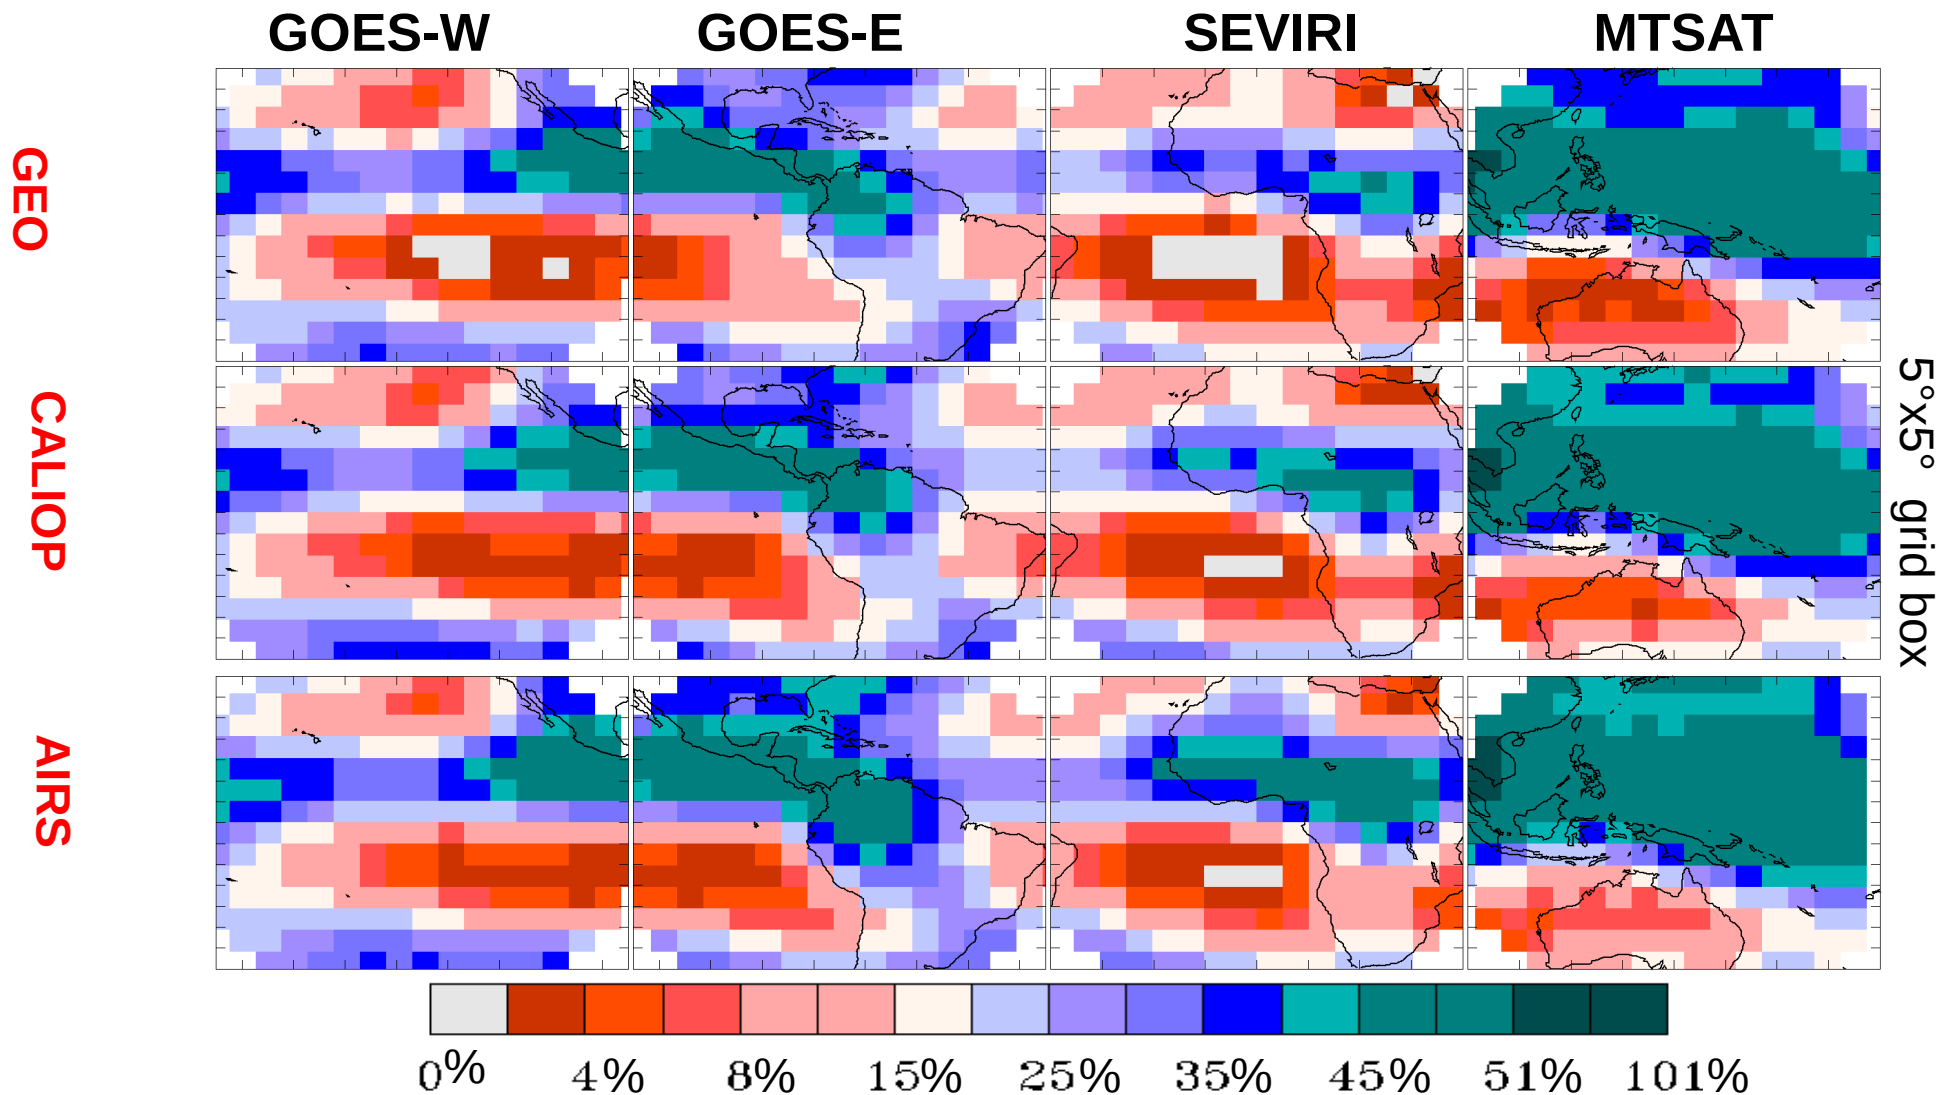 GOES-W GOES-E SEVIRI MTSAT
GEO
CALIOP
AIRS
5°x5° grid box
0% 4% 8% 15% 25% 35% 45% 51% 101%